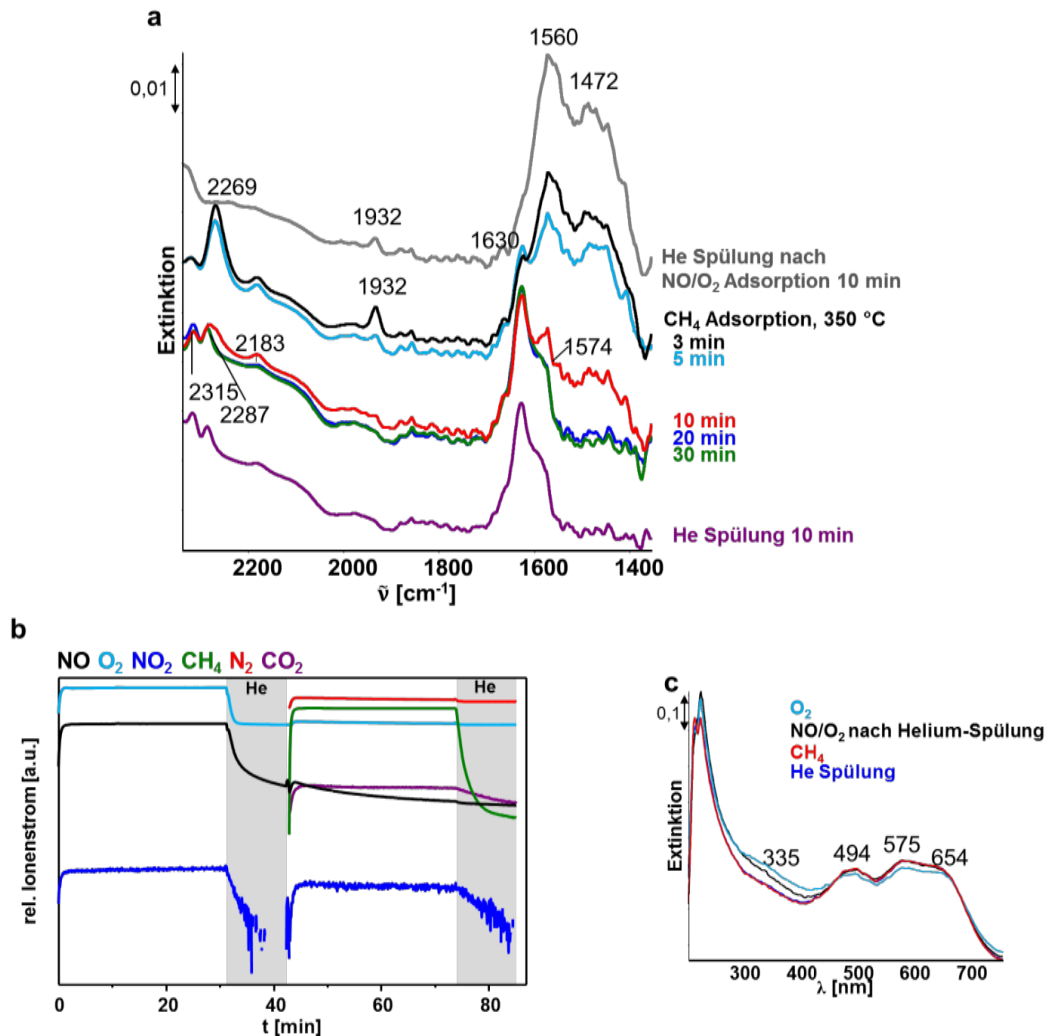 a
0,01
Extinktion
1560
1472
2269
1932
1630
1932
2183
2315
2287
1574
He Spülung nach
NO/O₂ Adsorption 10 min
CH₄ Adsorption, 350 °C
3 min
5 min
10 min
20 min
30 min
He Spülung 10 min
2200 2000 1800 1600 1400
ṽ [cm⁻¹]
b
NO O₂ NO₂ CH₄ N₂ CO₂
He He
rel. Ionenstrom [a.u.]
0 20 40 60 80
t [min]
c
0,1
O₂
NO/O₂ nach Helium-Spülung
CH₄
He Spülung
Extinktion
335 494 575 654
300 400 500 600 700
λ [nm]